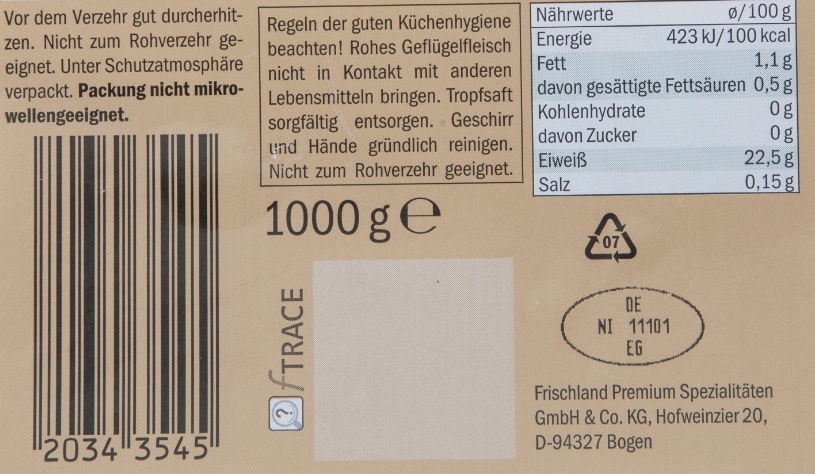 Vor dem Verzehr gut durcherhit-
zen. Nicht zum Rohverzehr ge-
eignet. Unter Schutzatmosphäre
verpackt. Packung nicht mikro-
wellengeeignet.
2034 3545
Regeln der guten Küchenhygiene
beachten! Rohes Geflügelfleisch
nicht in Kontakt mit anderen
Lebensmitteln bringen. Tropfsaft
sorgfältig entsorgen. Geschirr
und Hände gründlich reinigen.
Nicht zum Rohverzehr geeignet.
1000 g e
? fTRACE
Nährwerte ø/100 g
Energie 423 kJ/100 kcal
Fett 1,1 g
davon gesättigte Fettsäuren 0,5 g
Kohlenhydrate 0 g
davon Zucker 0 g
Eiweiß 22,5 g
Salz 0,15 g
07
DE
NI 11101
EG
Frischland Premium Spezialitäten
GmbH & Co. KG, Hofweinzier 20,
D-94327 Bogen